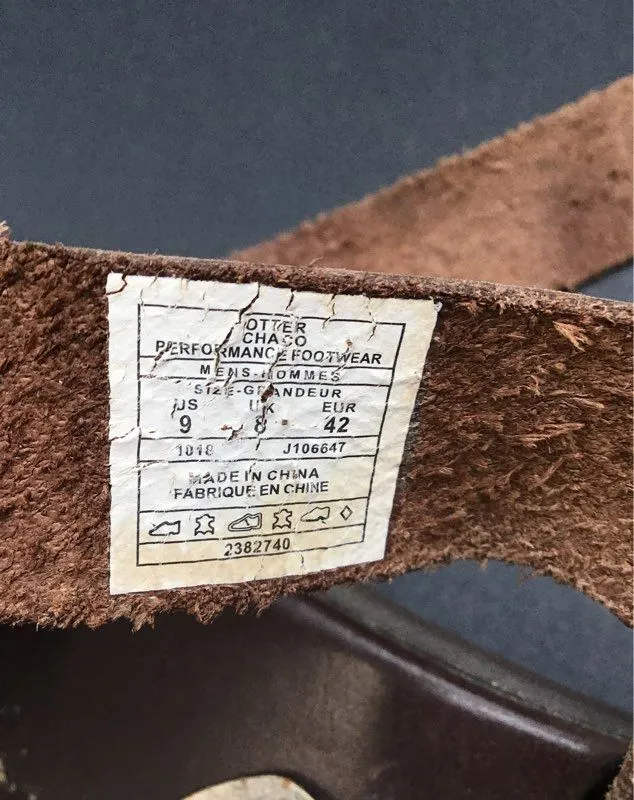 OTTER
CHACO
PERFORMANCE FOOTWEAR
MENS-HOMMES
SIZE-GRANDEUR
US UK EUR
9 8 42
1018 / J106647
MADE IN CHINA
FABRIQUE EN CHINE
2382740